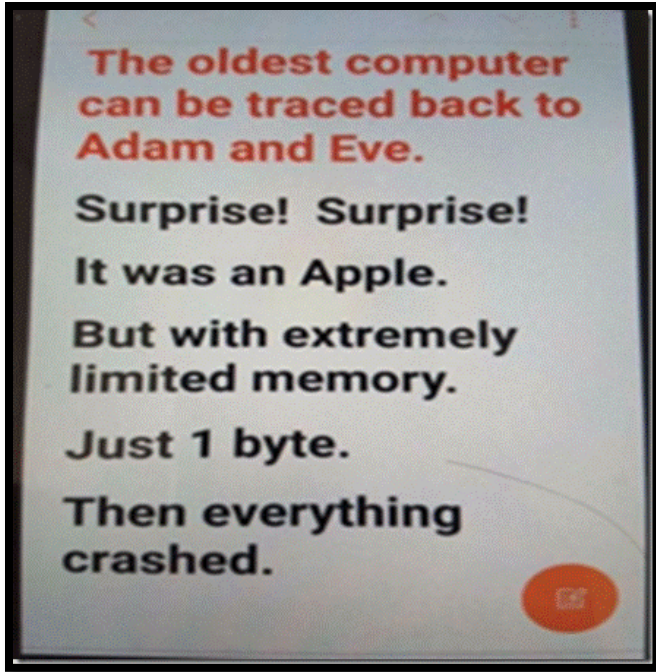 The oldest computer
can be traced back to
Adam and Eve.
Surprise!  Surprise!
It was an Apple.
But with extremely
limited memory.
Just 1 byte.
Then everything
crashed.